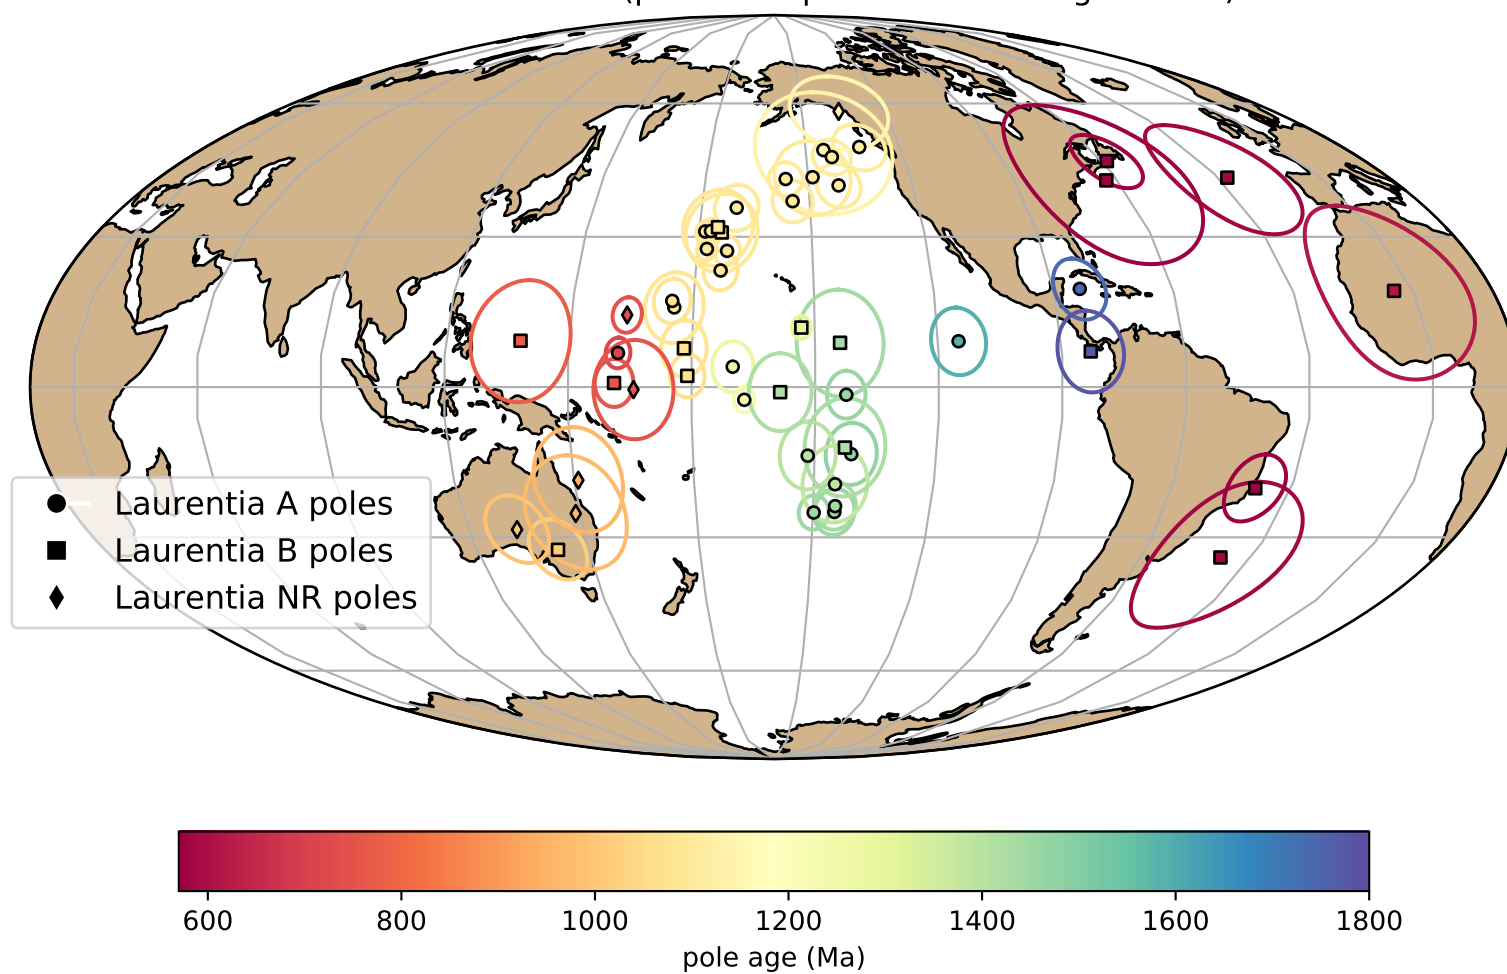 Laurentia A poles
Laurentia B poles
Laurentia NR poles
600 800 1000 1200 1400 1600 1800
pole age (Ma)